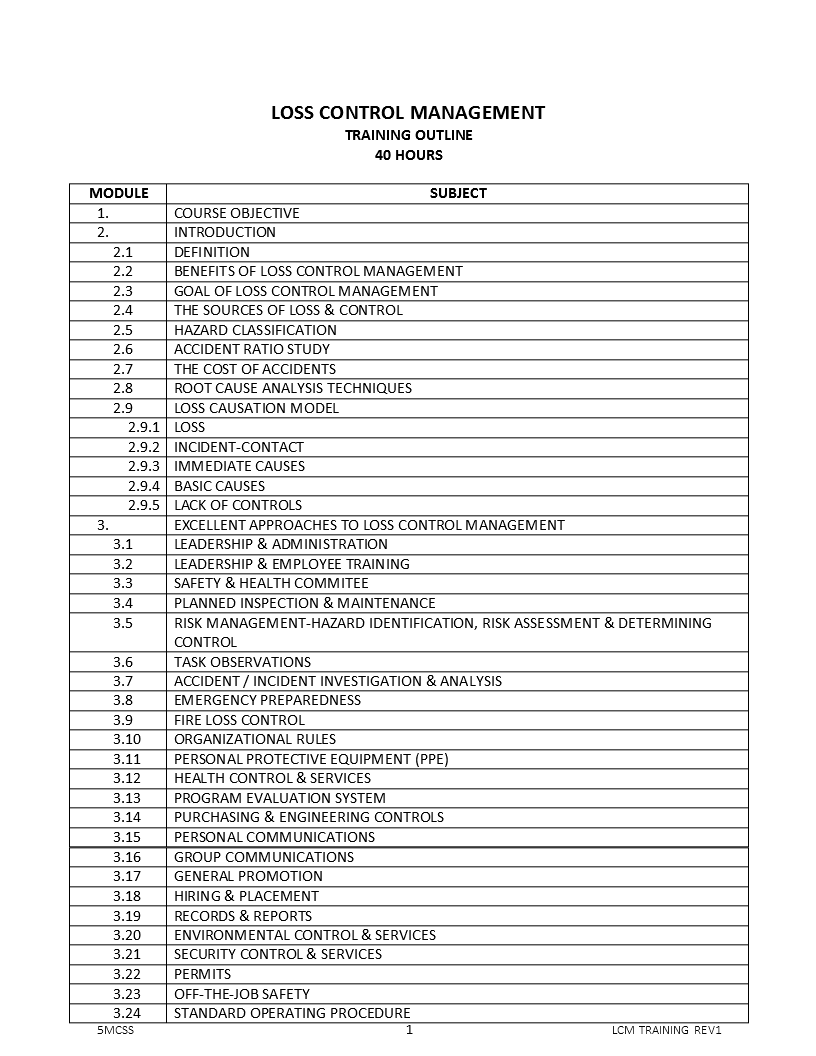 LOSS CONTROL MANAGEMENT
TRAINING OUTLINE
40 HOURS
MODULE SUBJECT
1. COURSE OBJECTIVE
2. INTRODUCTION
2.1 DEFINITION
2.2 BENEFITS OF LOSS CONTROL MANAGEMENT
2.3 GOAL OF LOSS CONTROL MANAGEMENT
2.4 THE SOURCES OF LOSS & CONTROL
2.5 HAZARD CLASSIFICATION
2.6 ACCIDENT RATIO STUDY
2.7 THE COST OF ACCIDENTS
2.8 ROOT CAUSE ANALYSIS TECHNIQUES
2.9 LOSS CAUSATION MODEL
2.9.1 LOSS
2.9.2 INCIDENT-CONTACT
2.9.3 IMMEDIATE CAUSES
2.9.4 BASIC CAUSES
2.9.5 LACK OF CONTROLS
3. EXCELLENT APPROACHES TO LOSS CONTROL MANAGEMENT
3.1 LEADERSHIP & ADMINISTRATION
3.2 LEADERSHIP & EMPLOYEE TRAINING
3.3 SAFETY & HEALTH COMMITEE
3.4 PLANNED INSPECTION & MAINTENANCE
3.5 RISK MANAGEMENT-HAZARD IDENTIFICATION, RISK ASSESSMENT & DETERMINING
CONTROL
3.6 TASK OBSERVATIONS
3.7 ACCIDENT / INCIDENT INVESTIGATION & ANALYSIS
3.8 EMERGENCY PREPAREDNESS
3.9 FIRE LOSS CONTROL
3.10 ORGANIZATIONAL RULES
3.11 PERSONAL PROTECTIVE EQUIPMENT (PPE)
3.12 HEALTH CONTROL & SERVICES
3.13 PROGRAM EVALUATION SYSTEM
3.14 PURCHASING & ENGINEERING CONTROLS
3.15 PERSONAL COMMUNICATIONS
3.16 GROUP COMMUNICATIONS
3.17 GENERAL PROMOTION
3.18 HIRING & PLACEMENT
3.19 RECORDS & REPORTS
3.20 ENVIRONMENTAL CONTROL & SERVICES
3.21 SECURITY CONTROL & SERVICES
3.22 PERMITS
3.23 OFF-THE-JOB SAFETY
3.24 STANDARD OPERATING PROCEDURE
5MCSS 1 LCM TRAINING REV1